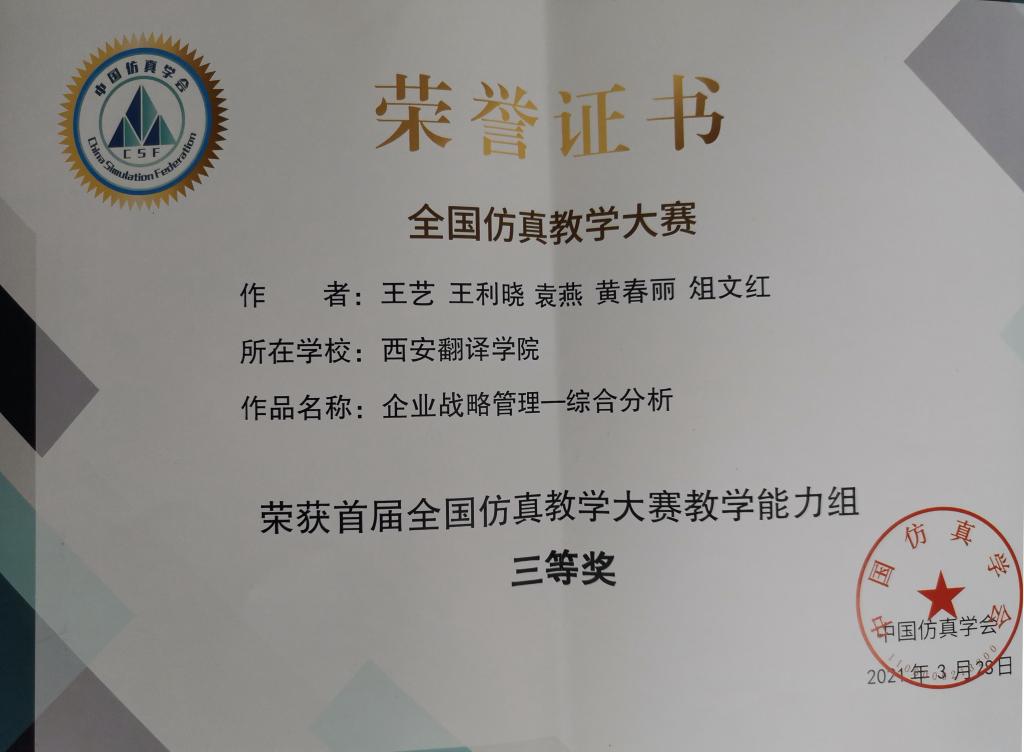 中国仿真学会
CSF
China Simulation Federation
荣誉证书
全国仿真教学大赛
作 者：王艺 王利晓 袁燕 黄春丽 俎文红
所在学校：西安翻译学院
作品名称：企业战略管理—综合分析
荣获首届全国仿真教学大赛教学能力组
三等奖
中国仿真学会
中国仿真学会
2021年3月28日